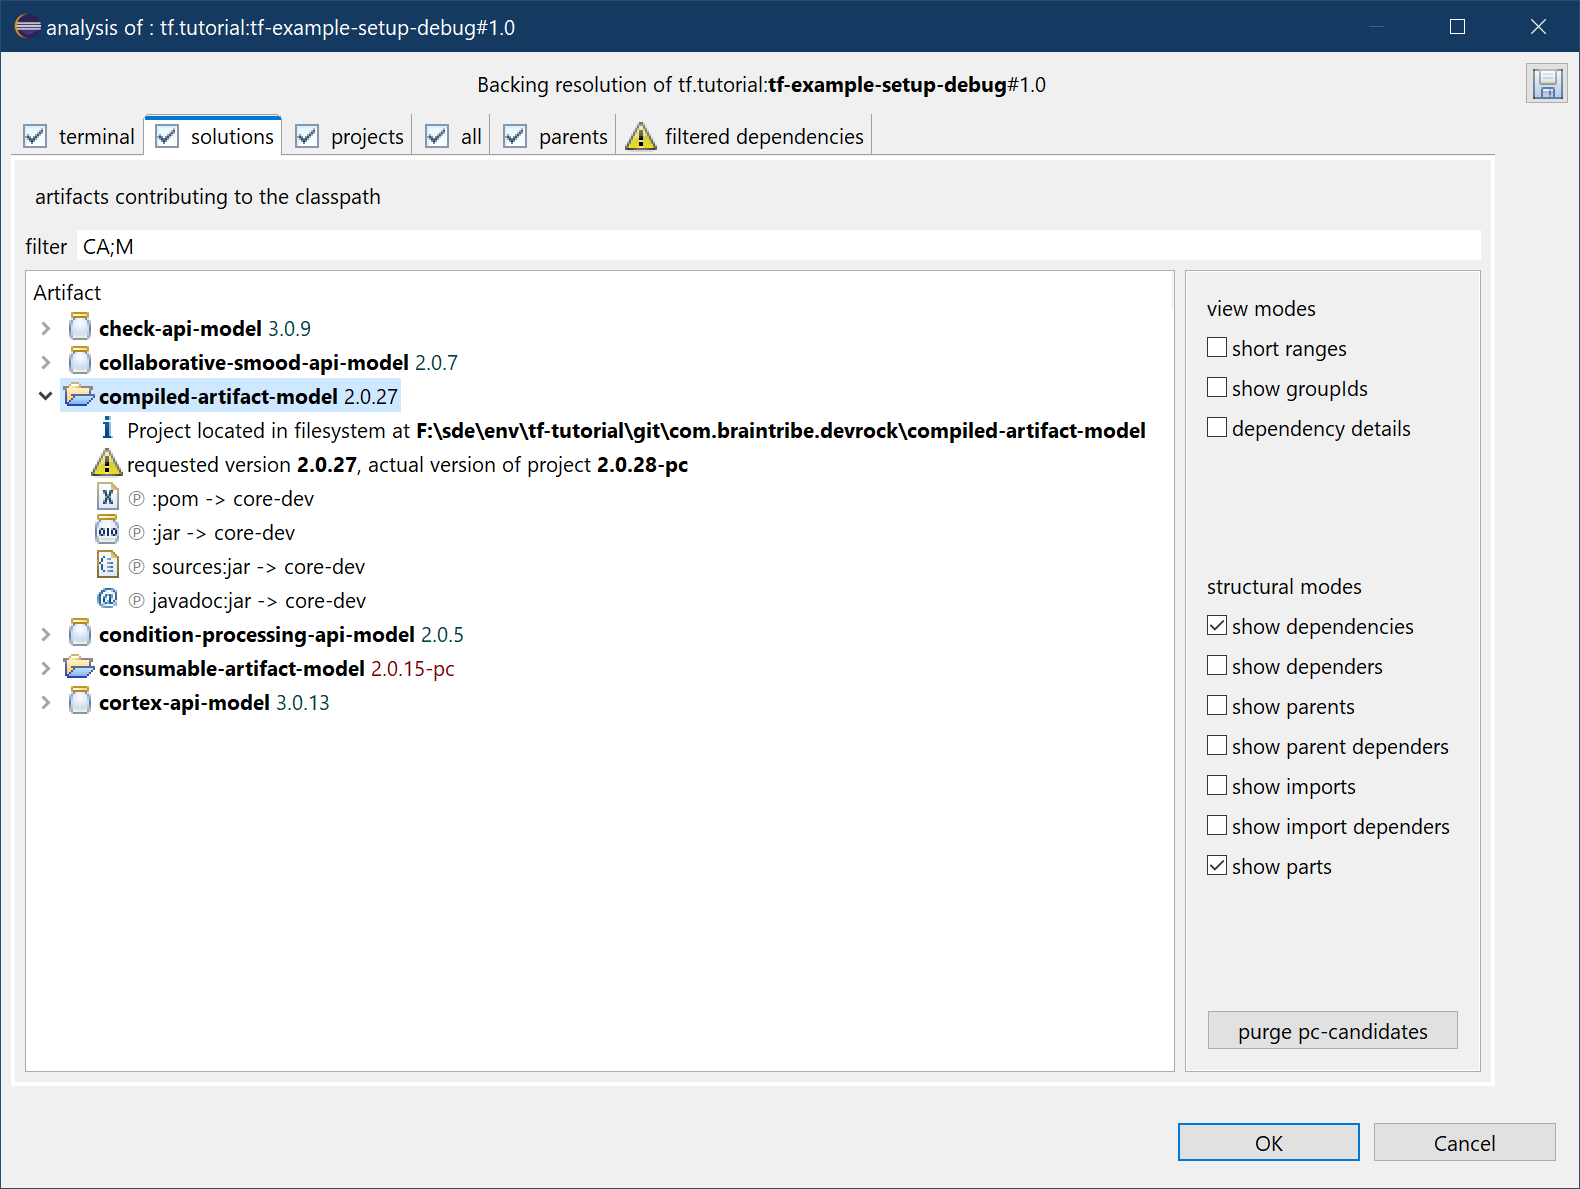 analysis of : tf.tutorial:tf-example-setup-debug#1.0
Backing resolution of tf.tutorial:tf-example-setup-debug#1.0
terminal solutions projects all parents filtered dependencies
artifacts contributing to the classpath
filter CA;M
Artifact
check-api-model 3.0.9
collaborative-smood-api-model 2.0.7
compiled-artifact-model 2.0.27
Project located in filesystem at F:\sde\env\tf-tutorial\git\com.braintribe.devrock\compiled-artifact-model
requested version 2.0.27, actual version of project 2.0.28-pc
Ⓟ :pom -> core-dev
Ⓟ :jar -> core-dev
Ⓟ sources:jar -> core-dev
Ⓟ javadoc:jar -> core-dev
condition-processing-api-model 2.0.5
consumable-artifact-model 2.0.15-pc
cortex-api-model 3.0.13
view modes
short ranges
show groupIds
dependency details
structural modes
show dependencies
show dependers
show parents
show parent dependers
show imports
show import dependers
show parts
purge pc-candidates
OK Cancel